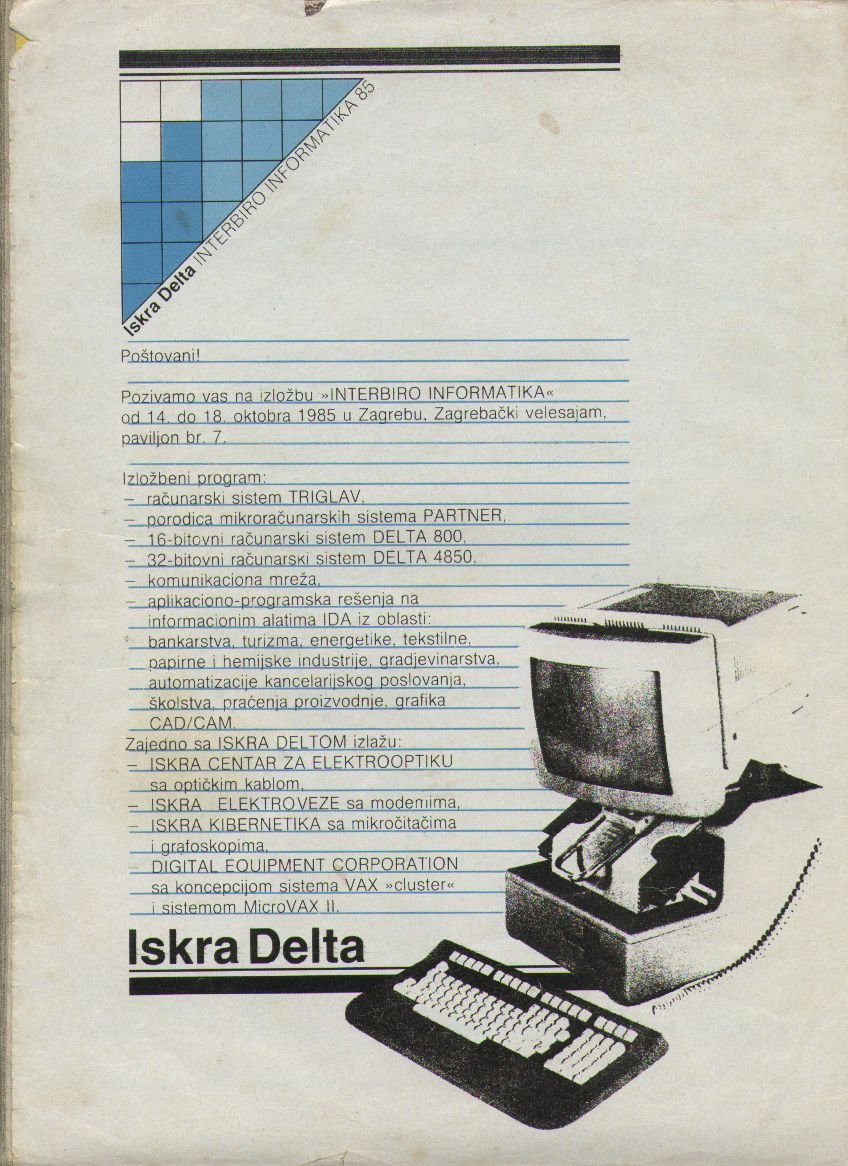 Iskra Delta INTERBIRO INFORMATIKA 85
Poštovani!
Pozivamo vas na izložbu »INTERBIRO INFORMATIKA«
od 14. do 18. oktobra 1985 u Zagrebu, Zagrebački velesajam,
paviljon br. 7.
Izložbeni program:
– računarski sistem TRIGLAV,
– porodica mikroračunarskih sistema PARTNER,
– 16-bitovni računarski sistem DELTA 800,
– 32-bitovni računarski sistem DELTA 4850,
– komunikaciona mreža,
– aplikaciono-programska rešenja na
informacionim alatima IDA iz oblasti:
bankarstva, turizma, energetike, tekstilne,
papirne i hemijske industrije, gradjevinarstva,
automatizacije kancelarijskog poslovanja,
školstva, praćenja proizvodnje, grafika
CAD/CAM.
Zajedno sa ISKRA DELTOM izlažu:
– ISKRA CENTAR ZA ELEKTROOPTIKU
sa optičkim kablom,
– ISKRA ELEKTROVEZE sa modemima,
– ISKRA KIBERNETIKA sa mikročitačima
i grafoskopima,
– DIGITAL EQUIPMENT CORPORATION
sa koncepcijom sistema VAX »cluster«
i sistemom MicroVAX II.
Iskra Delta